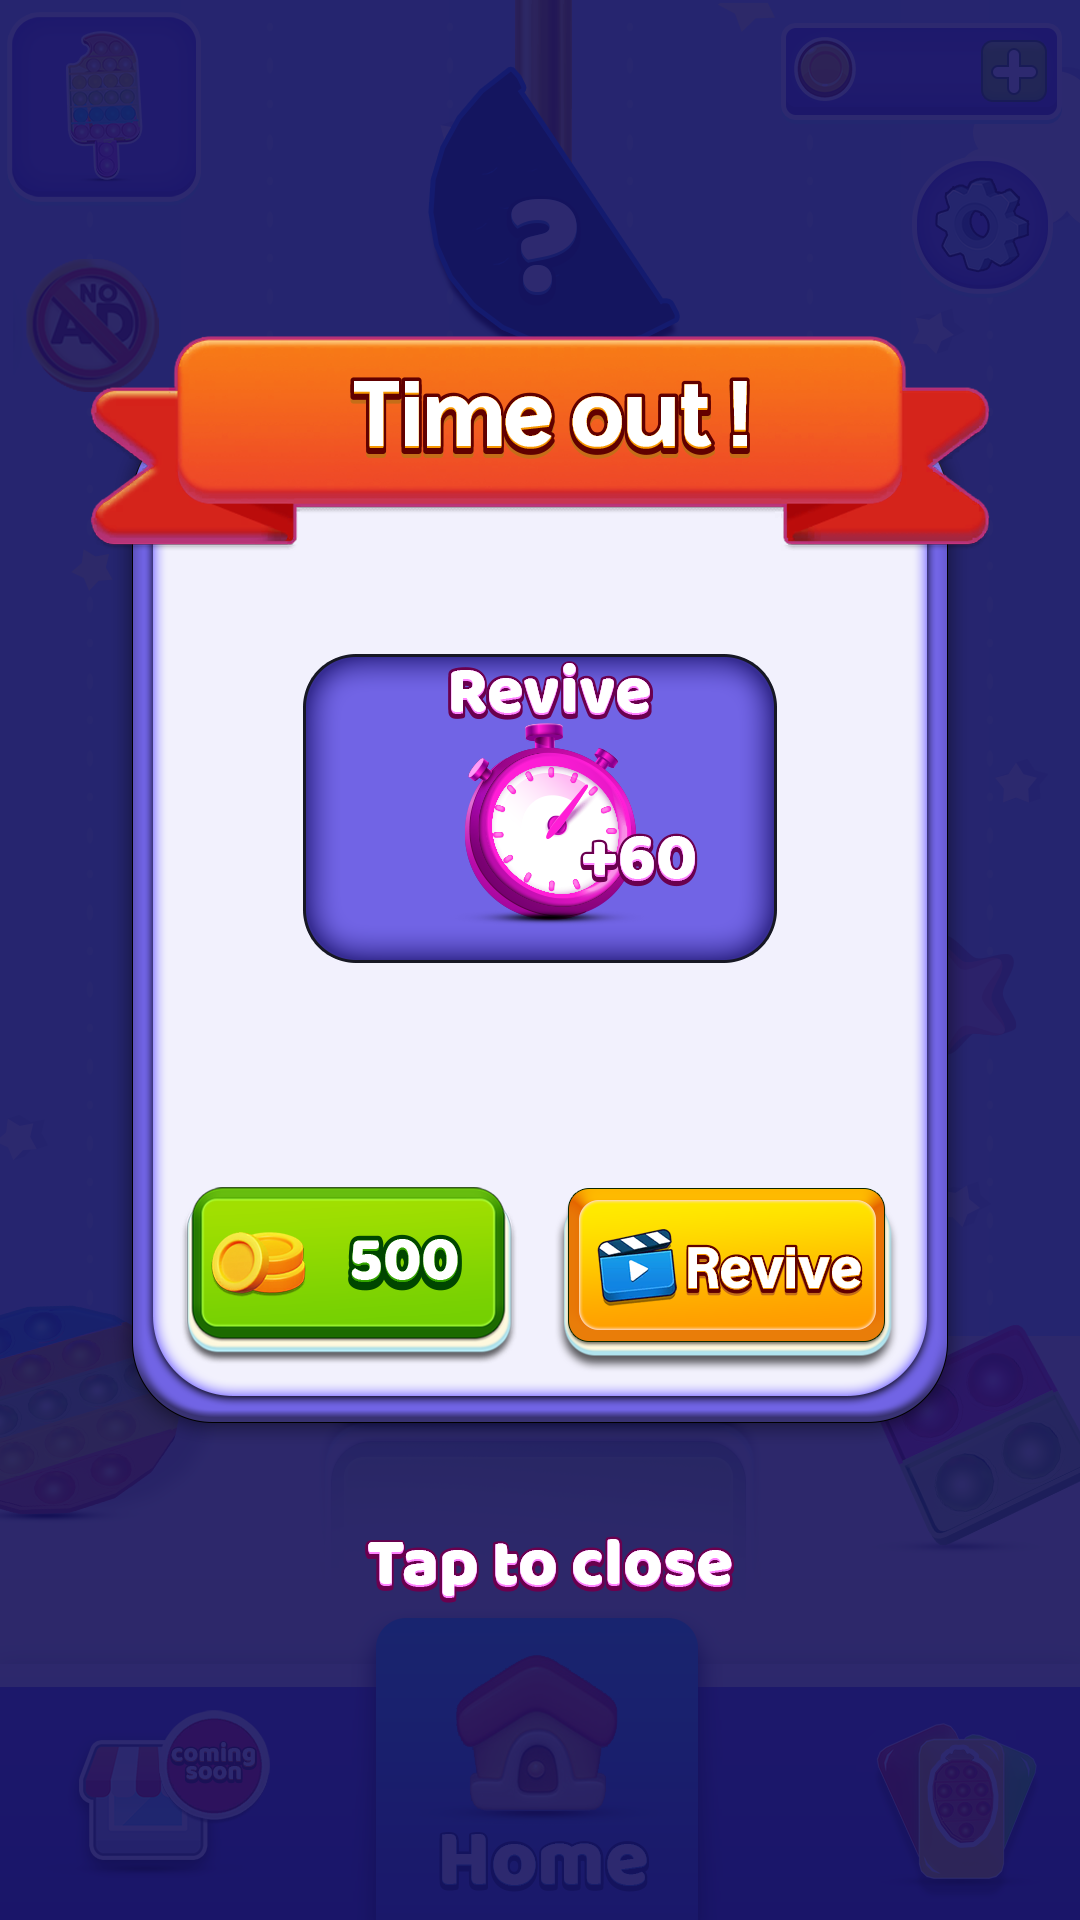 ?
NO
AD
Time out !
Revive
+60
500
Revive
Tap to close
coming
soon
Home